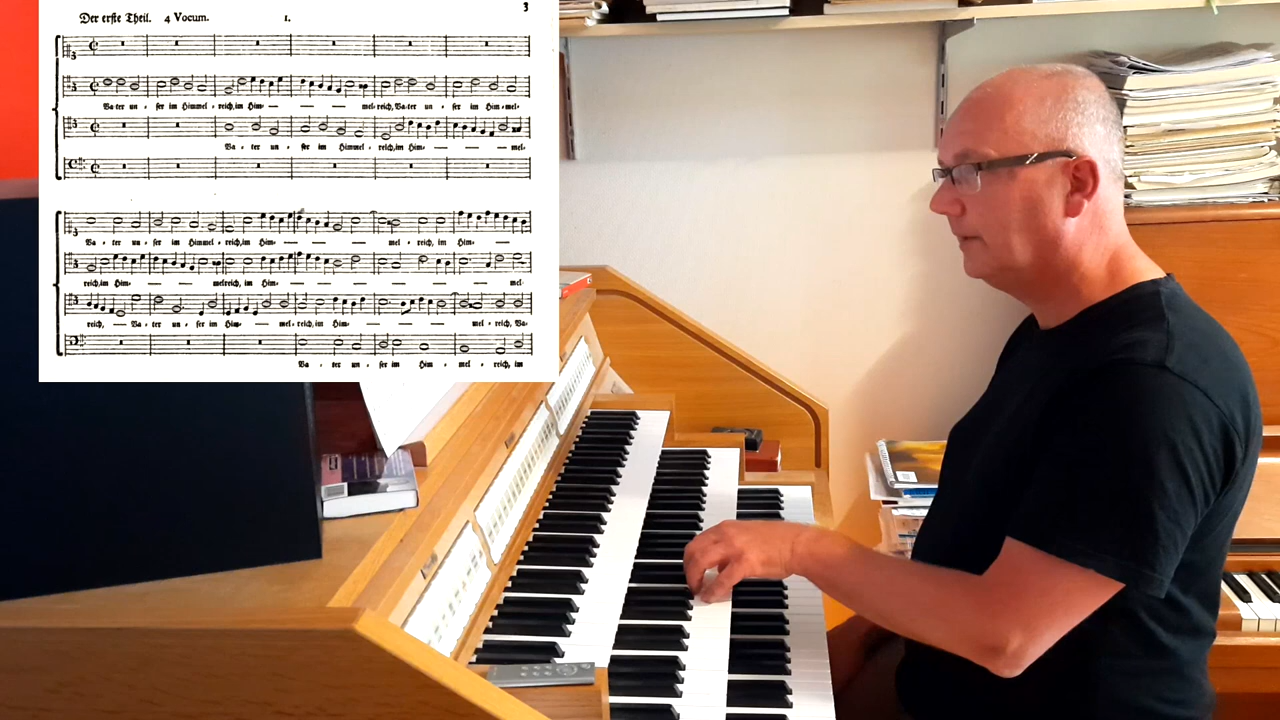 3
Der erste Theil. 4 Vocum. 1.
Va-ter un - ser im Himmel - reich,im Him- — — — mel-reich,Va-ter un - ser im Him-mel-
Va - ter un - ser im Himmel - reich,im Him- — — mel-
Va - ter un - ser im Himmel - reich,im Him- — — — mel - reich, im Him- —
reich,im Him- — — — melreich, im Him- — — — — — mel-
reich, — Va - ter un - ser im Him- — mel - reich,im Him- — — — — mel - reich, Va-
Va - ter un - ser im Him - mel - reich, im